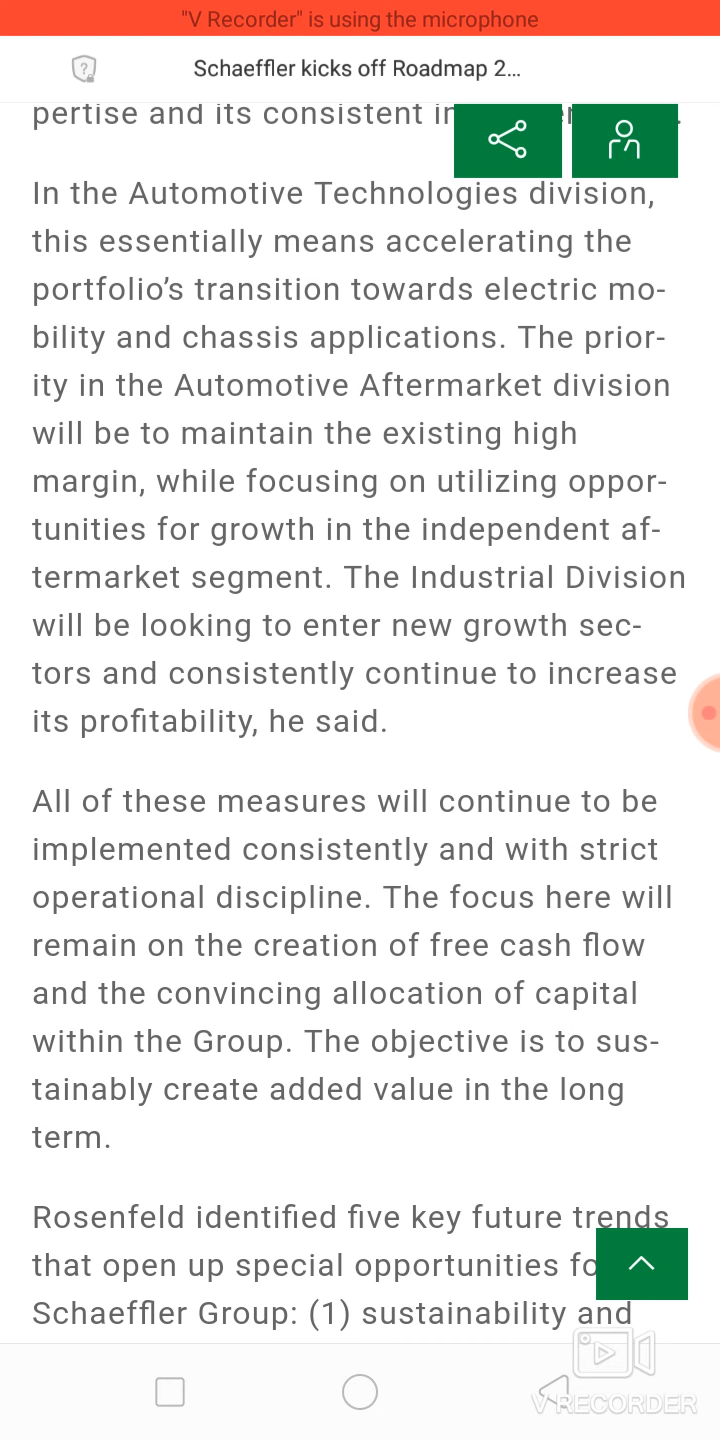 "V Recorder" is using the microphone
Schaeffler kicks off Roadmap 2...
pertise and its consistent
In the Automotive Technologies division,
this essentially means accelerating the
portfolio’s transition towards electric mo-
bility and chassis applications. The prior-
ity in the Automotive Aftermarket division
will be to maintain the existing high
margin, while focusing on utilizing oppor-
tunities for growth in the independent af-
termarket segment. The Industrial Division
will be looking to enter new growth sec-
tors and consistently continue to increase
its profitability, he said.
All of these measures will continue to be
implemented consistently and with strict
operational discipline. The focus here will
remain on the creation of free cash flow
and the convincing allocation of capital
within the Group. The objective is to sus-
tainably create added value in the long
term.
Rosenfeld identified five key future trends
that open up special opportunities
Schaeffler Group: (1) sustainability and
V RECORDER